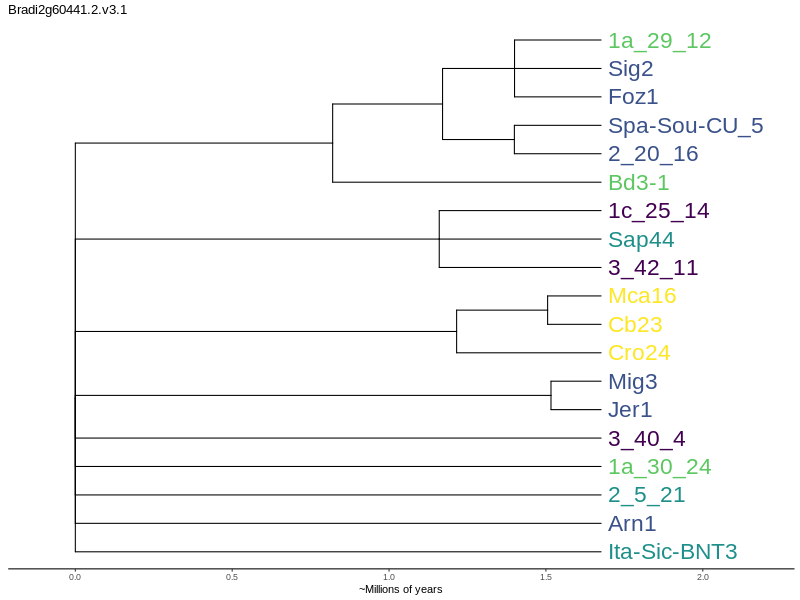 Bradi2g60441.2.v3.1
1a_29_12
Sig2
Foz1
Spa-Sou-CU_5
2_20_16
Bd3-1
1c_25_14
Sap44
3_42_11
Mca16
Cb23
Cro24
Mig3
Jer1
3_40_4
1a_30_24
2_5_21
Arn1
Ita-Sic-BNT3
0.0 0.5 1.0 1.5 2.0
~Millions of years